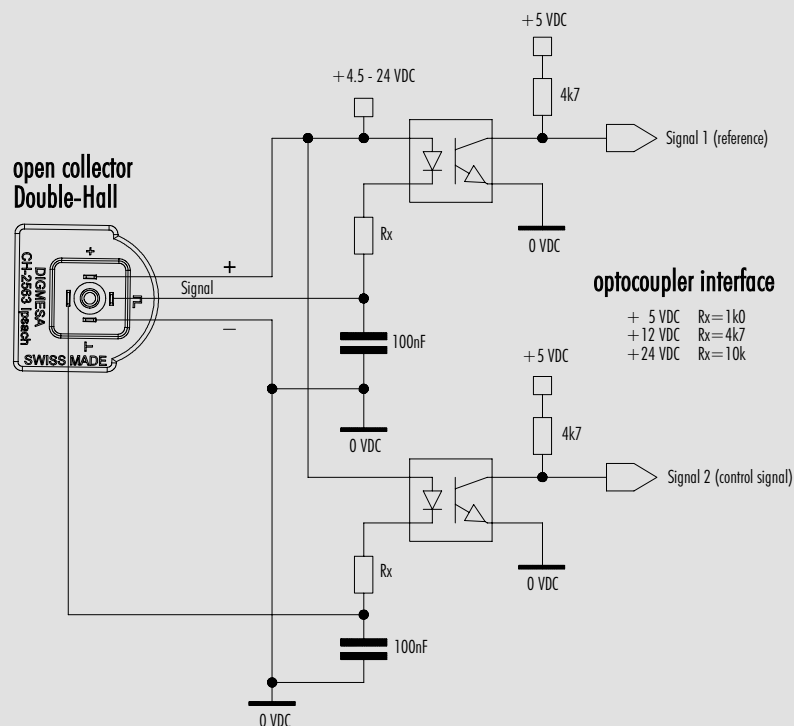 +5 VDC
+4.5 - 24 VDC
4k7
Signal 1 (reference)
open collector
Double-Hall
Rx
0 VDC
+
DIGMESA
CH-2563 Ipsach
SWISS MADE
+
Signal
−
optocoupler interface
+ 5 VDC Rx=1k0
+12 VDC Rx=4k7
+24 VDC Rx=10k
100nF
+5 VDC
0 VDC
4k7
Signal 2 (control signal)
Rx
0 VDC
100nF
0 VDC